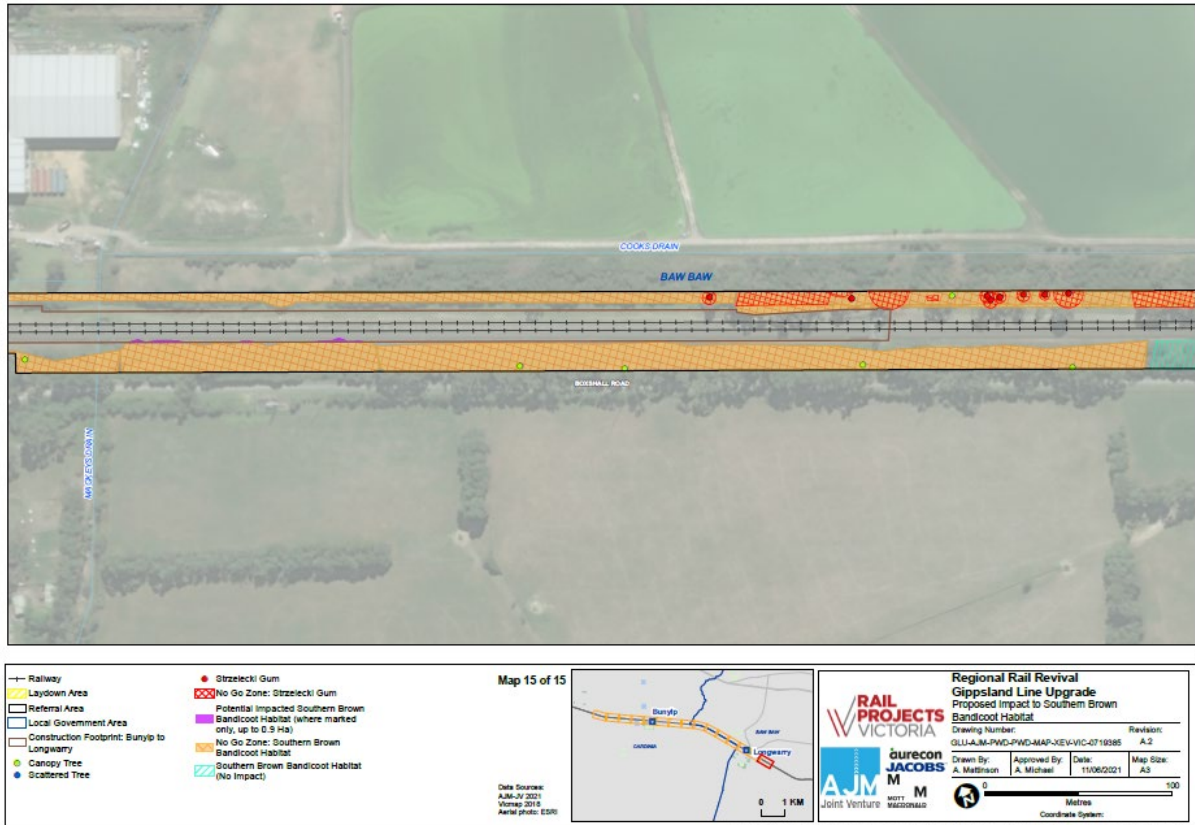 COOKS DRAIN
BAW BAW
BOXSHALL ROAD
MACKEYS DRAIN
Railway
Laydown Area
Referral Area
Local Government Area
Construction Footprint: Bunyip to
Longwarry
Canopy Tree
Scattered Tree
Strzelecki Gum
No Go Zone: Strzelecki Gum
Potential Impacted Southern Brown
Bandicoot Habitat (where marked
only, up to 0.9 Ha)
No Go Zone: Southern Brown
Bandicoot Habitat
Southern Brown Bandicoot Habitat
(No Impact)
Map 15 of 15
Data Sources:
AJM-JV 2021
Vicmap 2018
Aerial photo: ESRI
Bunyip
BAW BAW
CARDINIA
Longwarry
0 1 KM
RAIL
PROJECTS
VICTORIA
AJM
Joint Venture
aurecon
JACOBS
M
M
MOTT
MACDONALD
Regional Rail Revival
Gippsland Line Upgrade
Proposed Impact to Southern Brown
Bandicoot Habitat
Drawing Number: Revision:
GLU-AJM-PWD-PWD-MAP-XEV-VIC-0719385 A.2
Drawn By: Approved By: Date: Map Size:
A. Mattinson A. Michael 11/06/2021 A3
0 100
Metres
Coordinate System: